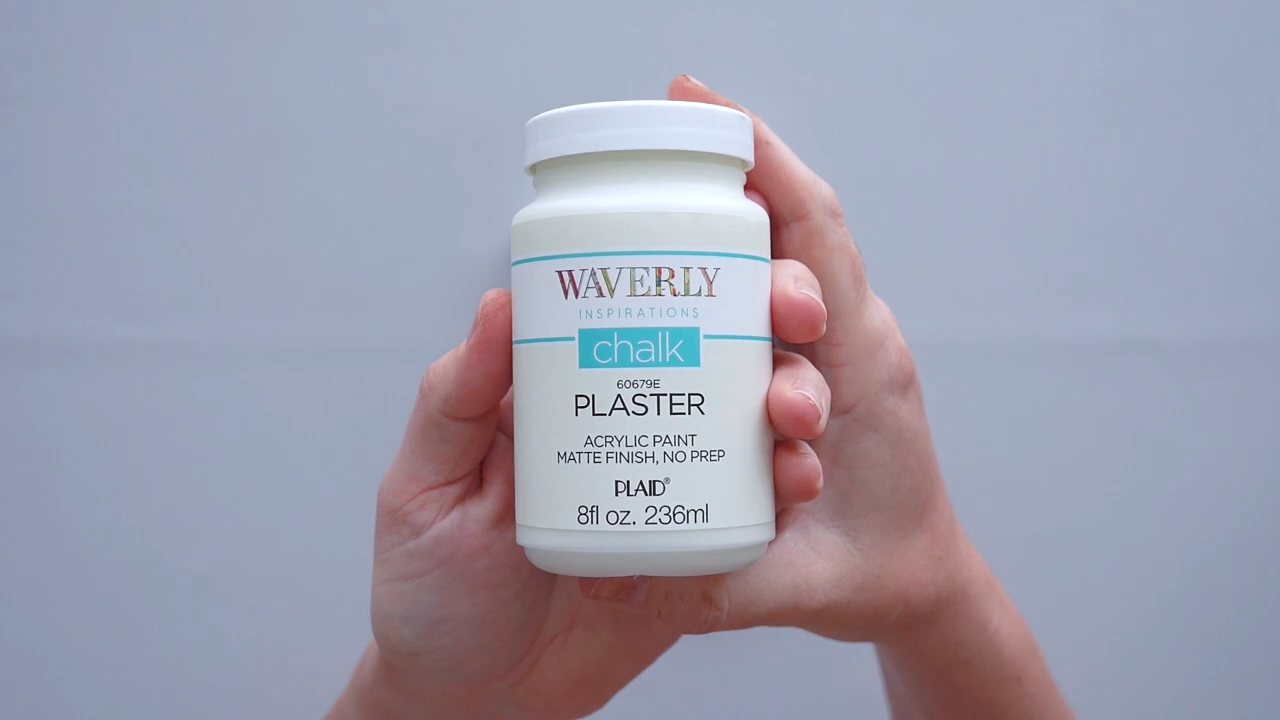 WAVERLY
INSPIRATIONS
chalk
60679E
PLASTER
ACRYLIC PAINT
MATTE FINISH, NO PREP
PLAID®
8fl oz. 236ml